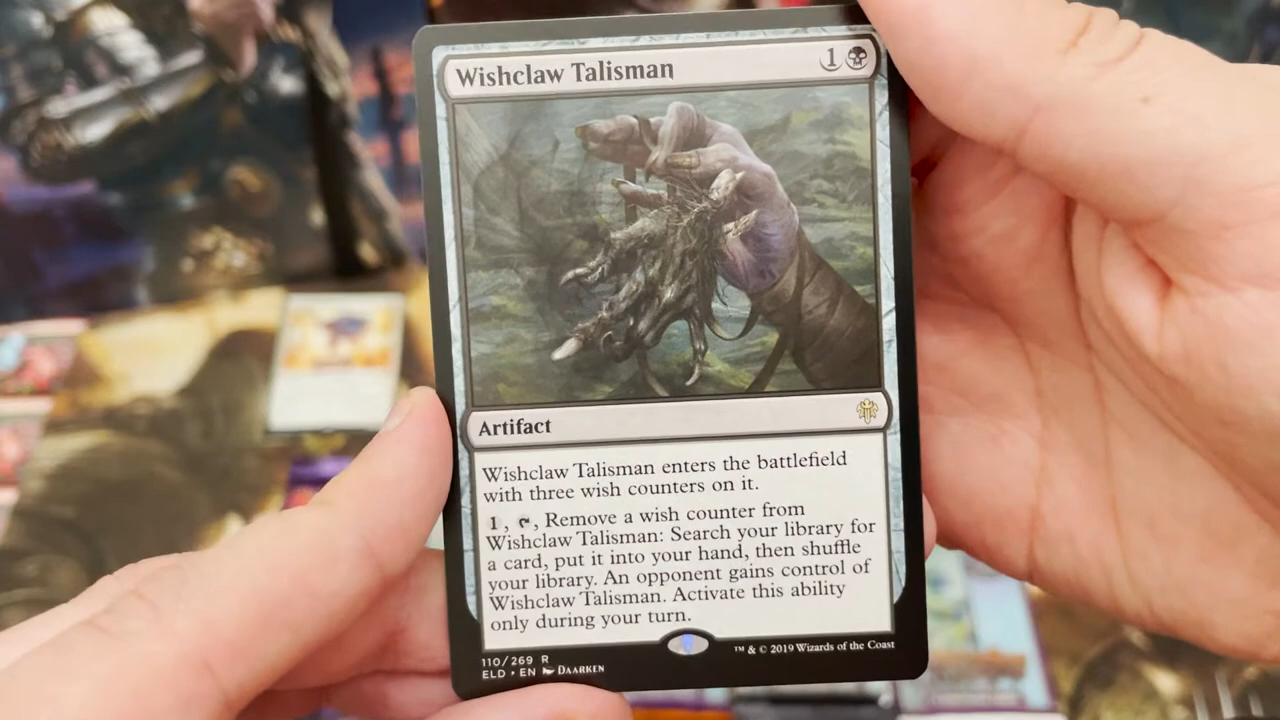 Wishclaw Talisman 1
Artifact
Wishclaw Talisman enters the battlefield
with three wish counters on it.
1, , Remove a wish counter from
Wishclaw Talisman: Search your library for
a card, put it into your hand, then shuffle
your library. An opponent gains control of
Wishclaw Talisman. Activate this ability
only during your turn.
110/269 R
ELD • EN DAARKEN
™ & © 2019 Wizards of the Coast